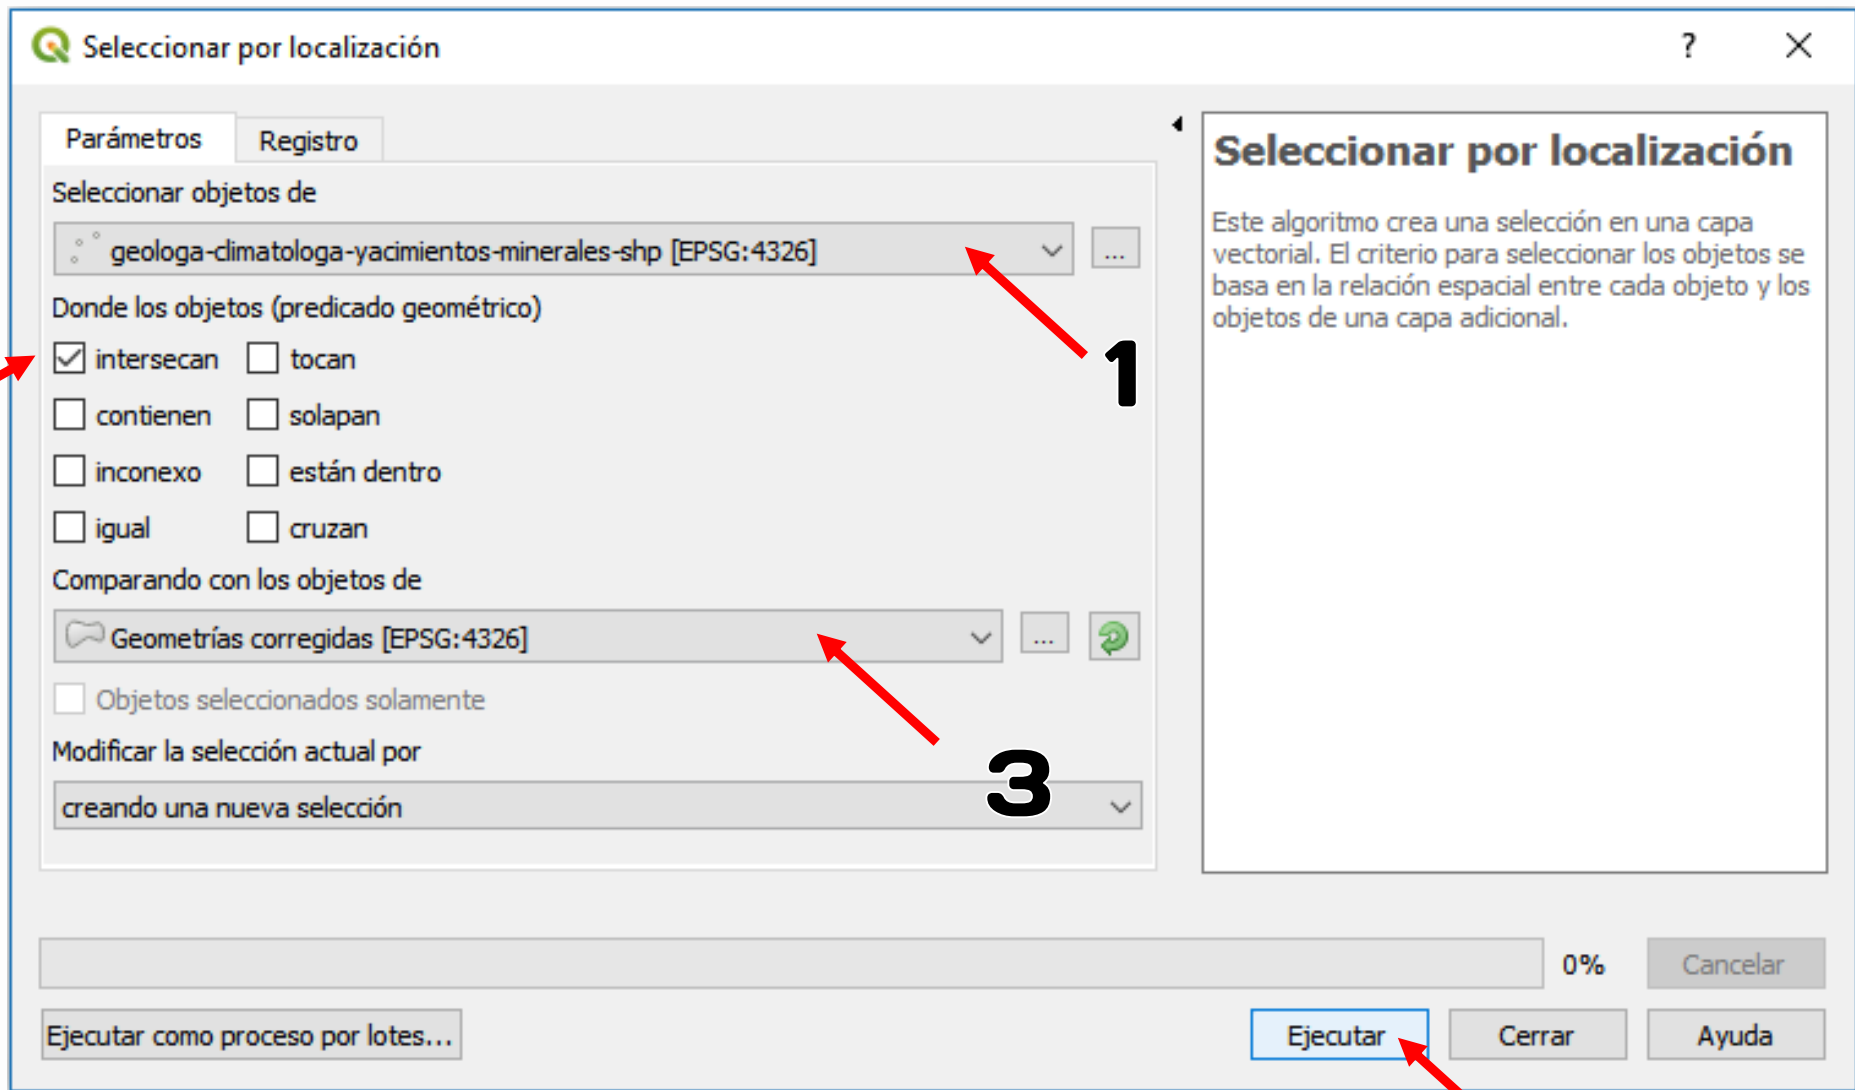 Seleccionar por localización
?
Parámetros
Registro
Seleccionar objetos de
geologa-climatologa-yacimientos-minerales-shp [EPSG:4326]
...
Donde los objetos (predicado geométrico)
intersecan
tocan
contienen
solapan
inconexo
están dentro
igual
cruzan
1
Comparando con los objetos de
Geometrías corregidas [EPSG:4326]
...
Objetos seleccionados solamente
3
Modificar la selección actual por
creando una nueva selección
Seleccionar por localización
Este algoritmo crea una selección en una capa
vectorial. El criterio para seleccionar los objetos se
basa en la relación espacial entre cada objeto y los
objetos de una capa adicional.
0%
Cancelar
Ejecutar como proceso por lotes...
Ejecutar
Cerrar
Ayuda